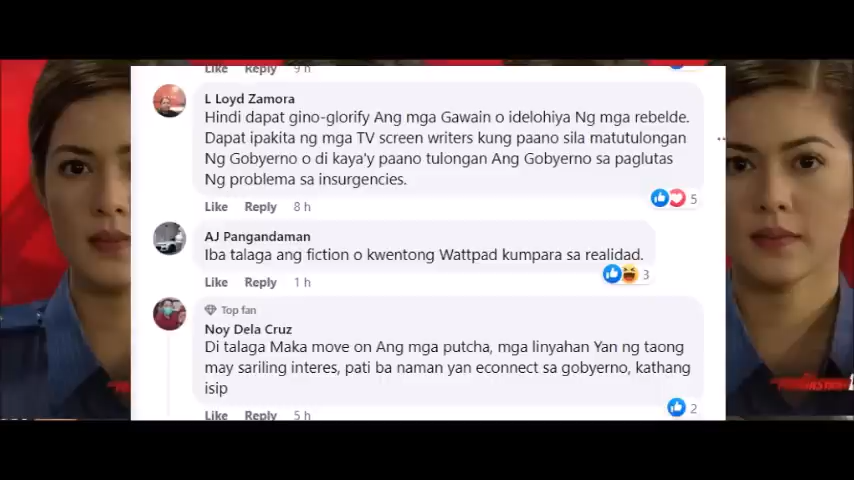 Like Reply 9 h
L Loyd Zamora
Hindi dapat gino-glorify Ang mga Gawain o idelohiya Ng mga rebelde.
Dapat ipakita ng mga TV screen writers kung paano sila matutulongan
Ng Gobyerno o di kaya'y paano tulongan Ang Gobyerno sa paglutas
Ng problema sa insurgencies.
Like Reply 8 h
5
AJ Pangandaman
Iba talaga ang fiction o kwentong Wattpad kumpara sa realidad.
Like Reply 1 h
3
Top fan
Noy Dela Cruz
Di talaga Maka move on Ang mga putcha, mga linyahan Yan ng taong
may sariling interes, pati ba naman yan econnect sa gobyerno, kathang
isip
Like Reply 5 h
2